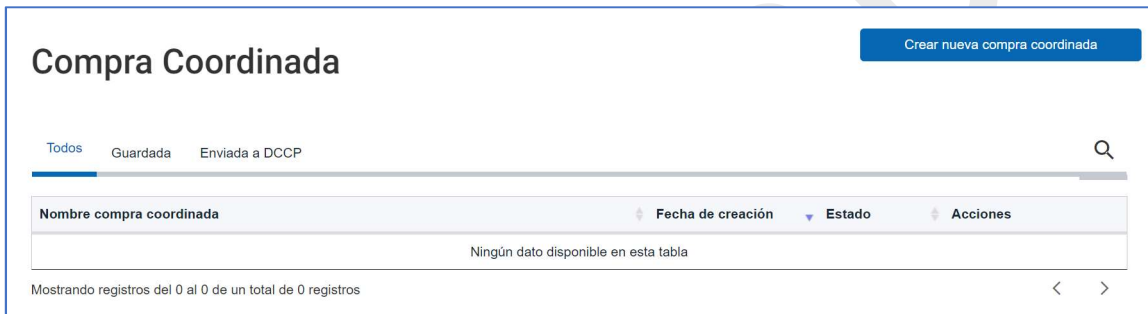 Compra Coordinada
Crear nueva compra coordinada
Todos Guardada Enviada a DCCP
Nombre compra coordinada Fecha de creación Estado Acciones
Ningún dato disponible en esta tabla
Mostrando registros del 0 al 0 de un total de 0 registros